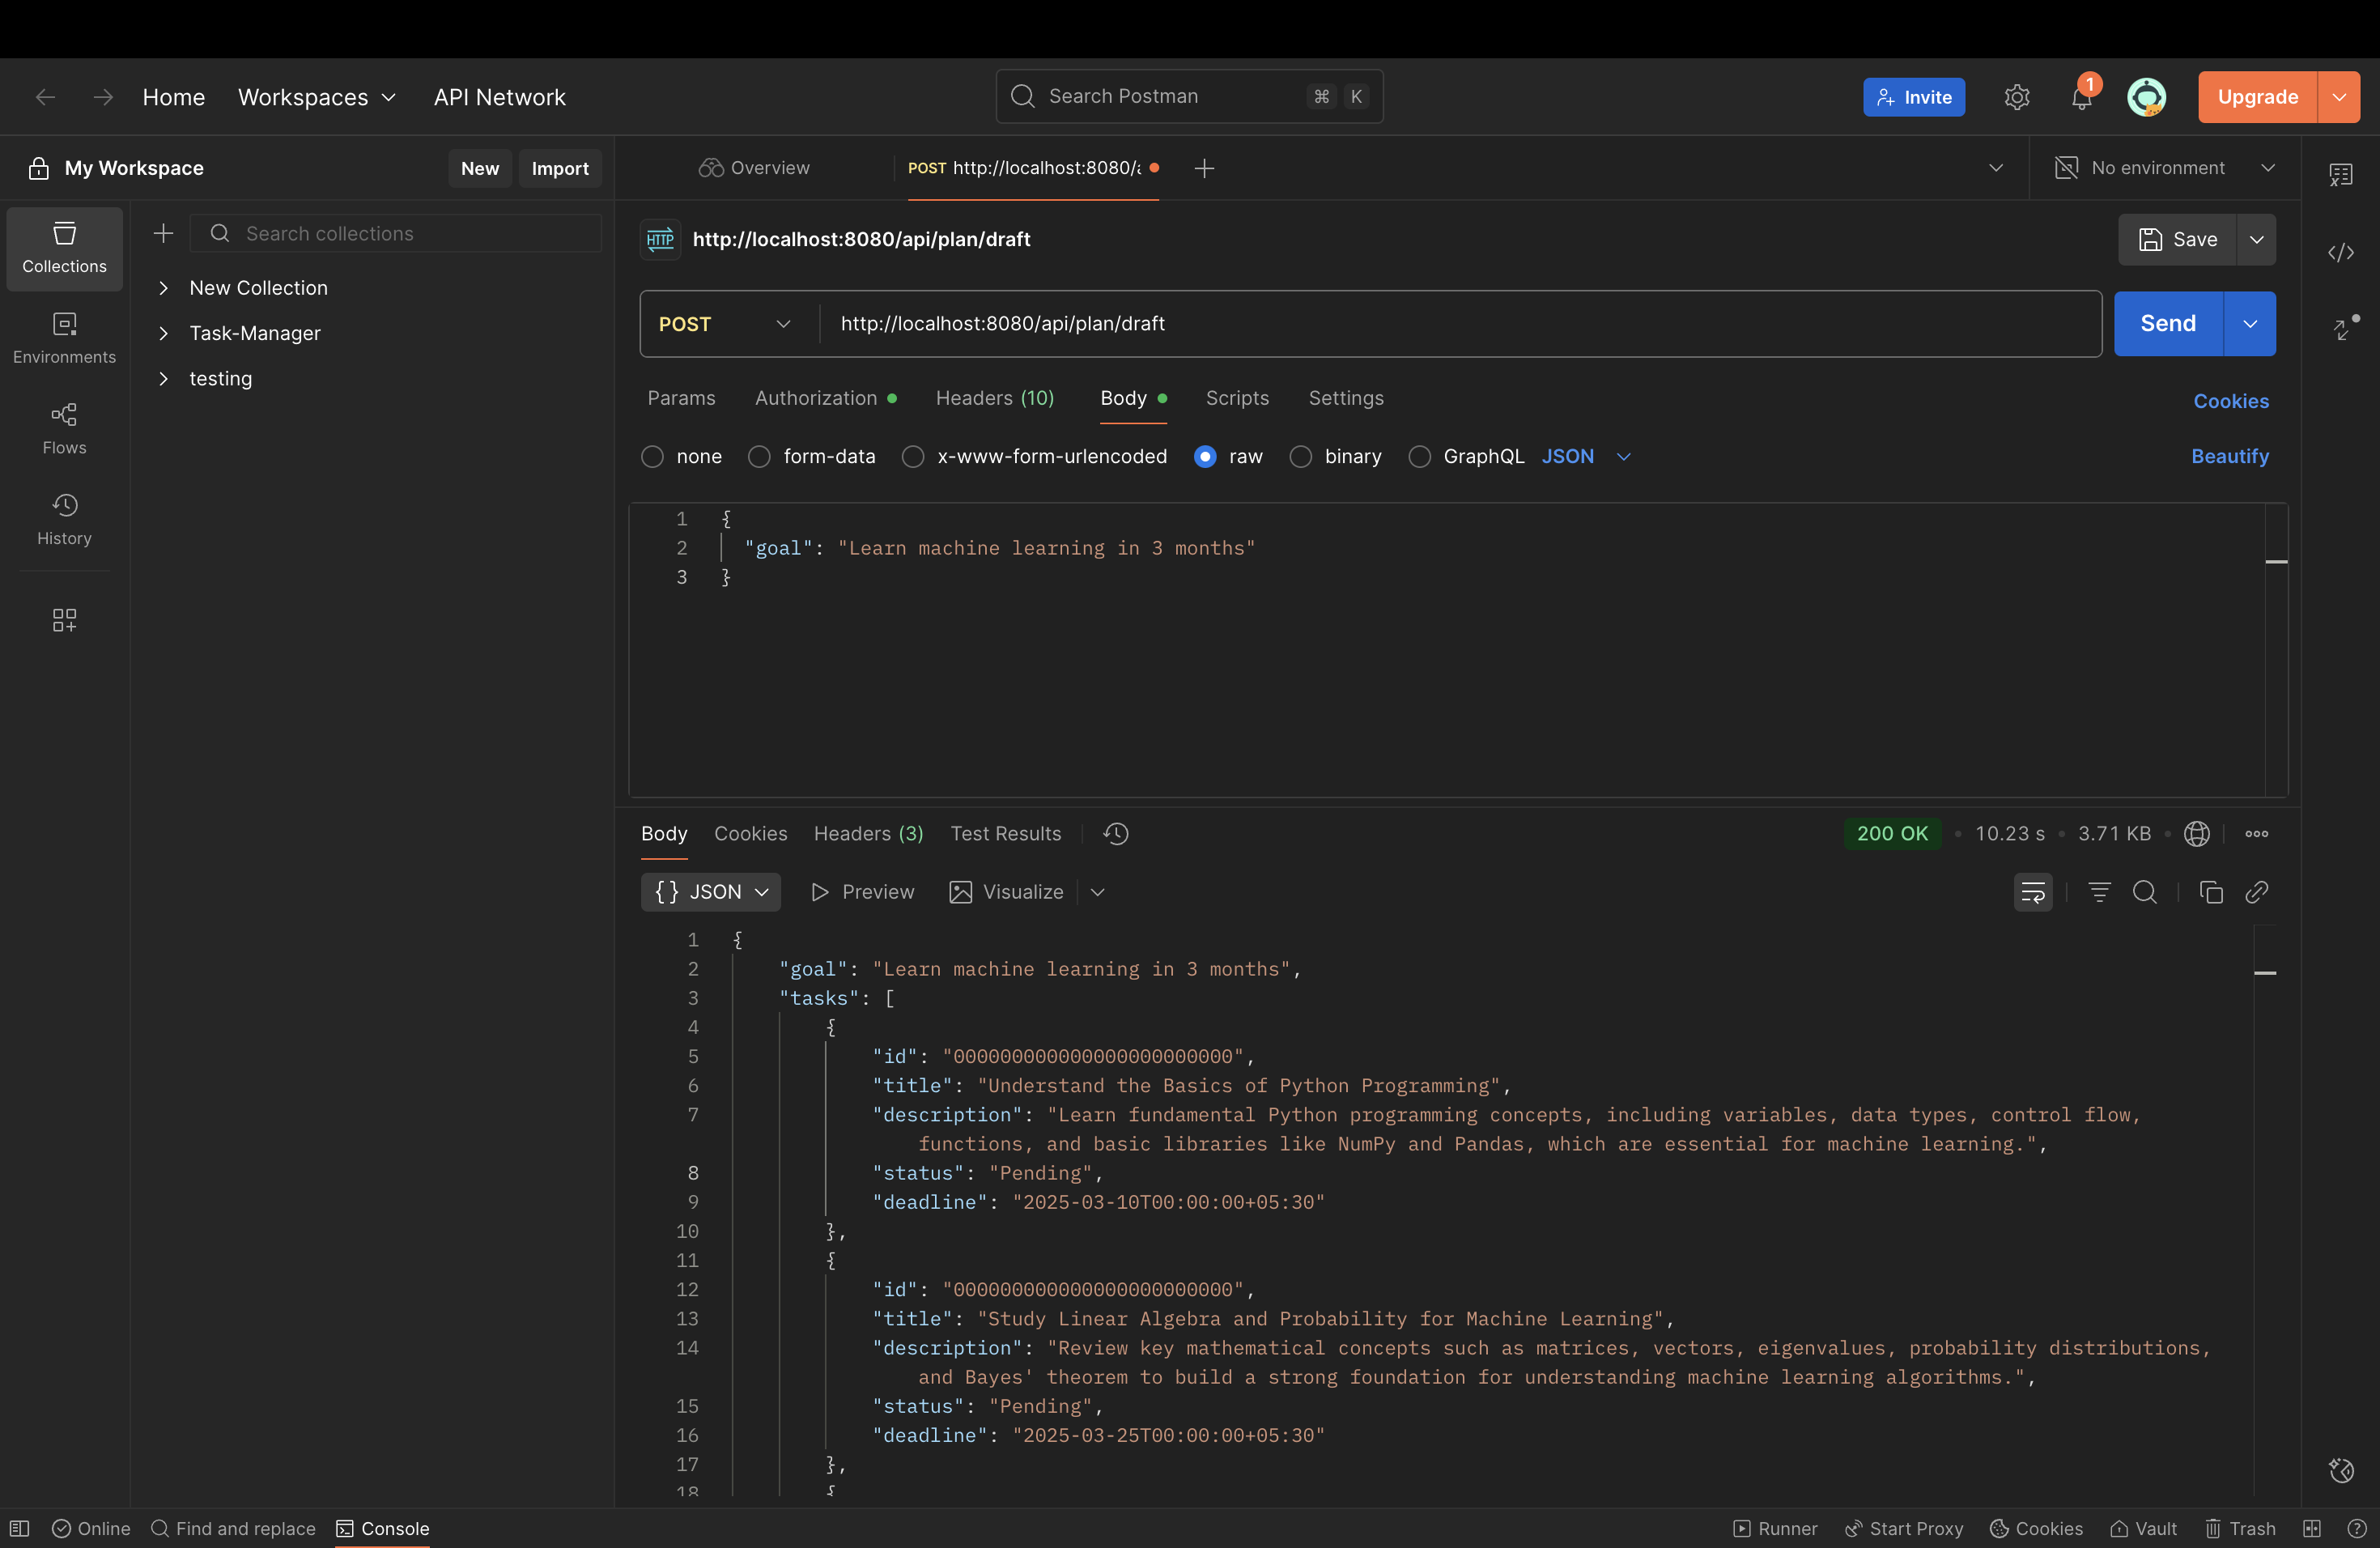 Home Workspaces API Network Search Postman ⌘ K Invite 1 Upgrade
My Workspace New Import Overview POST http://localhost:8080/a No environment
Collections
Environments
Flows
History
Search collections
New Collection
Task-Manager
testing
HTTP http://localhost:8080/api/plan/draft Save
POST http://localhost:8080/api/plan/draft Send
Params Authorization Headers (10) Body Scripts Settings Cookies
none form-data x-www-form-urlencoded raw binary GraphQL JSON Beautify
1 {
2 "goal": "Learn machine learning in 3 months"
3 }
Body Cookies Headers (3) Test Results 200 OK • 10.23 s • 3.71 KB •
{} JSON Preview Visualize
1 {
2 "goal": "Learn machine learning in 3 months",
3 "tasks": [
4 {
5 "id": "000000000000000000000000",
6 "title": "Understand the Basics of Python Programming",
7 "description": "Learn fundamental Python programming concepts, including variables, data types, control flow,
functions, and basic libraries like NumPy and Pandas, which are essential for machine learning.",
8 "status": "Pending",
9 "deadline": "2025-03-10T00:00:00+05:30"
10 },
11 {
12 "id": "000000000000000000000000",
13 "title": "Study Linear Algebra and Probability for Machine Learning",
14 "description": "Review key mathematical concepts such as matrices, vectors, eigenvalues, probability distributions,
and Bayes' theorem to build a strong foundation for understanding machine learning algorithms.",
15 "status": "Pending",
16 "deadline": "2025-03-25T00:00:00+05:30"
17 },
18 {
Online Find and replace Console Runner Start Proxy Cookies Vault Trash